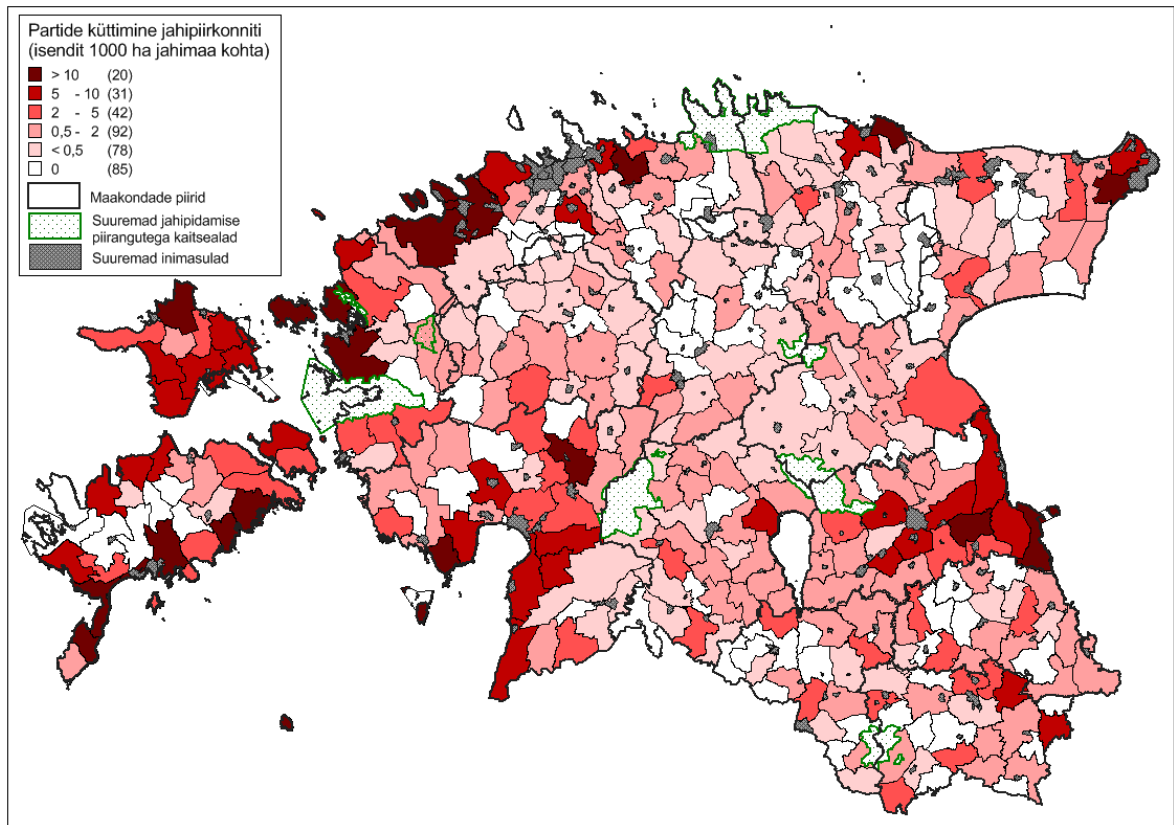 Partide küttimine jahipiirkonniti
(isendit 1000 ha jahimaa kohta)
> 10 (20)
5 - 10 (31)
2 - 5 (42)
0,5 - 2 (92)
< 0,5 (78)
0 (85)
Maakondade piirid
Suuremad jahipidamise
piirangutega kaitsealad
Suuremad inimasulad